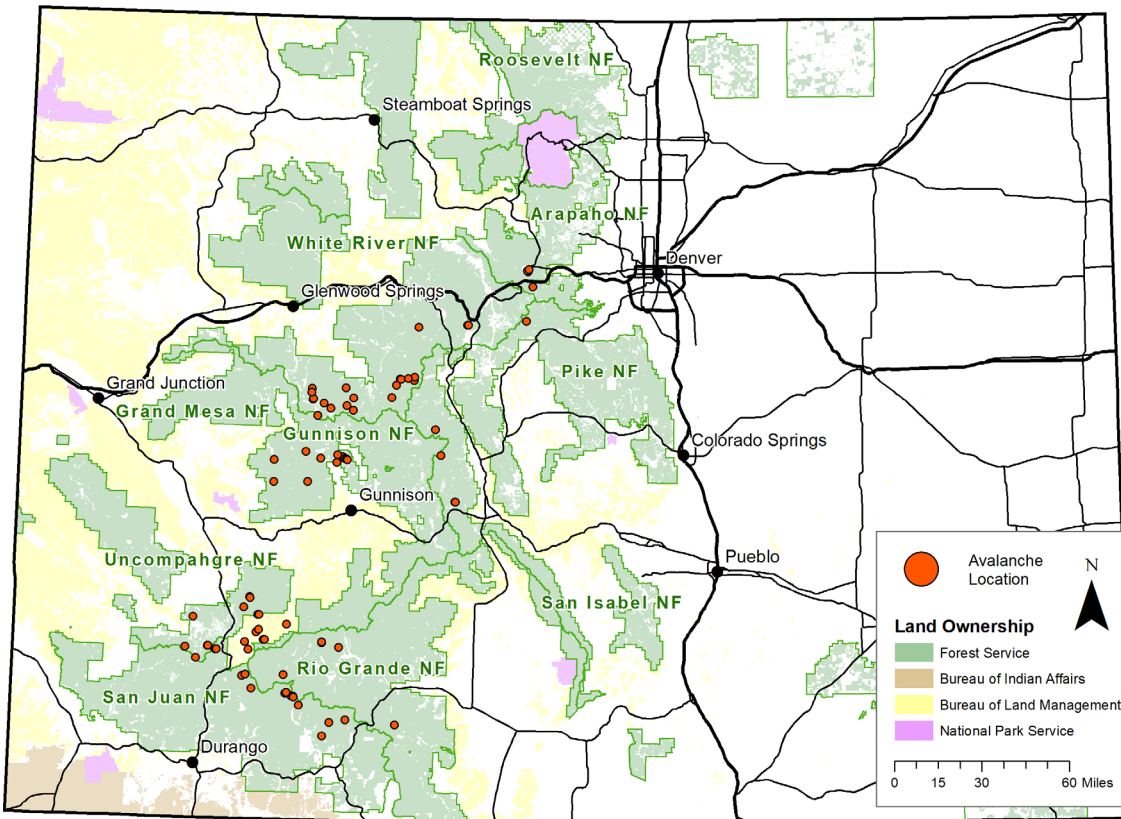 Roosevelt NF
Steamboat Springs
Arapaho NF
White River NF
Denver
Glenwood Springs
Pike NF
Grand Junction
Grand Mesa NF
Gunnison NF
Colorado Springs
Gunnison
Uncompahgre NF
Pueblo
San Isabel NF
Rio Grande NF
San Juan NF
Durango
Avalanche
Location
N
Land Ownership
Forest Service
Bureau of Indian Affairs
Bureau of Land Management
National Park Service
0 15 30 60 Miles